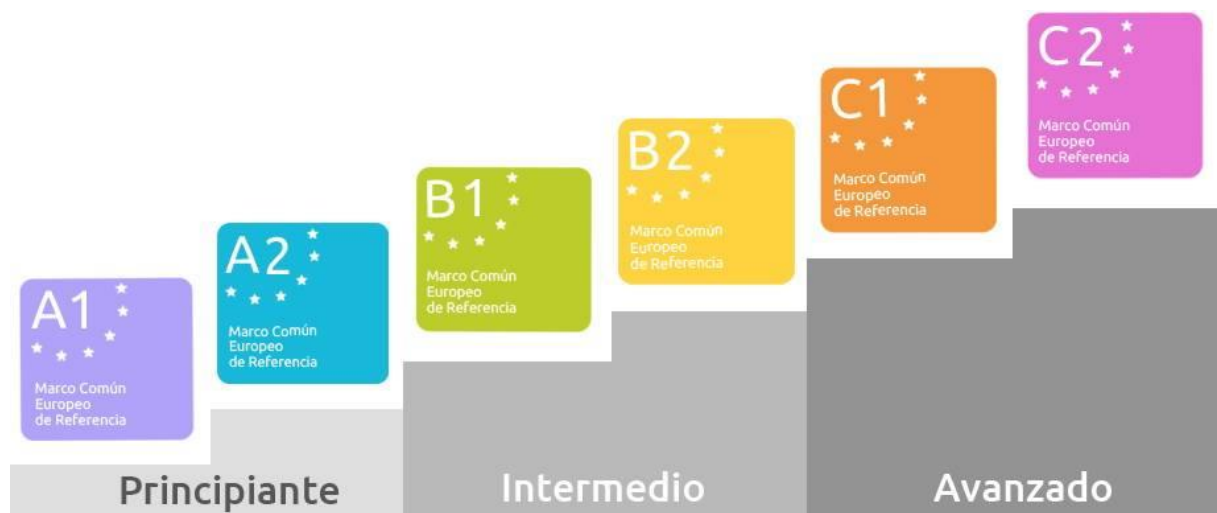 A1
Marco Común
Europeo
de Referencia
A2
Marco Común
Europeo
de Referencia
B1
Marco Común
Europeo
de Referencia
B2
Marco Común
Europeo
de Referencia
C1
Marco Común
Europeo
de Referencia
C2
Marco Común
Europeo
de Referencia
Principiante
Intermedio
Avanzado